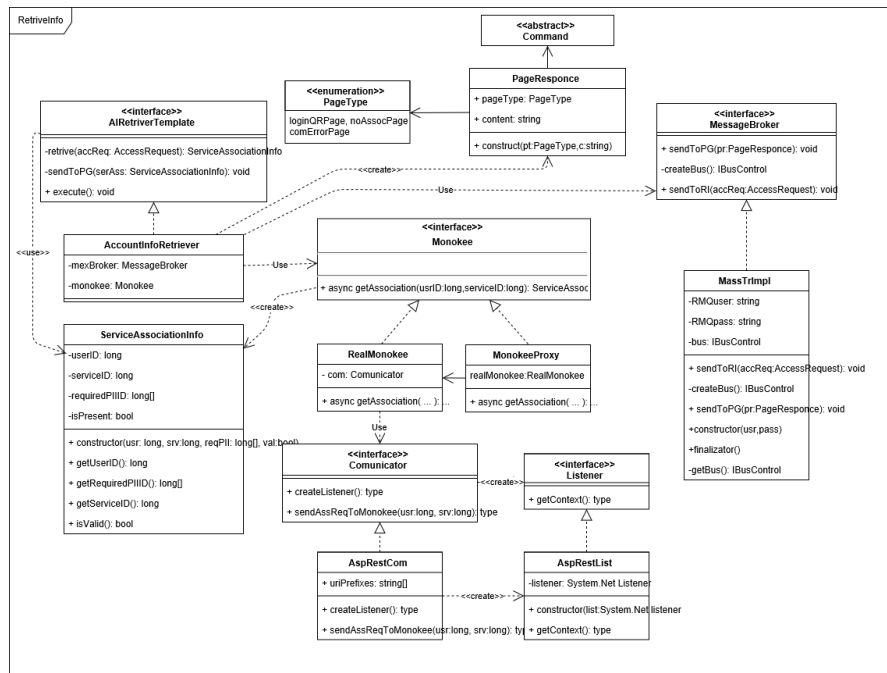 RetriveInfo
<<abstract>>
Command
PageResponce
+ pageType: PageType
+ content: string
+ construct(pt:PageType,c:string)
<<enumeration>>
PageType
loginQRPage, noAssocPage
comErrorPage
<<interface>>
AIRetriverTemplate
-retrive(accReq: AccessRequest): ServiceAssociationInfo
-sendToPG(serAss: ServiceAssociationInfo): void
+ execute(): void
<<interface>>
MessageBroker
+ sendToPG(pr:PageResponce): void
-createBus(): IBusControl
+ sendToRI(accReq:AccessRequest): void
<<create>>
Use
<<use>>
AccountInfoRetriever
-mexBroker: MessageBroker
-monokee: Monokee
Use
<<create>>
<<interface>>
Monokee
+ async getAssociation(usrID:long,serviceID:long): ServiceAssoc
MassTrImpl
-RMQuser: string
-RMQpass: string
-bus: IBusControl
+ sendToRI(accReq:AccessRequest): void
-createBus(): IBusControl
+ sendToPG(pr:PageResponce): void
+constructor(usr,pass)
+finalizator()
-getBus(): IBusControl
ServiceAssociationInfo
-userID: long
-serviceID: long
-requiredPIIID: long[]
-isPresent: bool
+ constructor(usr: long, srv:long, reqPII: long[], val:bool)
+ getUserID(): long
+ getRequiredPIIID(): long[]
+ getServiceID(): long
+ isValid(): bool
RealMonokee
- com: Comunicator
+ async getAssociation( ... ): ...
MonokeeProxy
realMonokee:RealMonokee
+ async getAssociation( ... ): ...
Use
<<interface>>
Comunicator
+ createListener(): type
+ sendAssReqToMonokee(usr:long, srv:long): type
<<create>>
<<interface>>
Listener
+ getContext(): type
AspRestCom
+ uriPrefixes: string[]
+ createListener(): type
+ sendAssReqToMonokee(usr:long, srv:long): typ
<<create>>
AspRestList
-listener: System.Net Listener
+ constructor(list:System.Net listener
+ getContext(): type